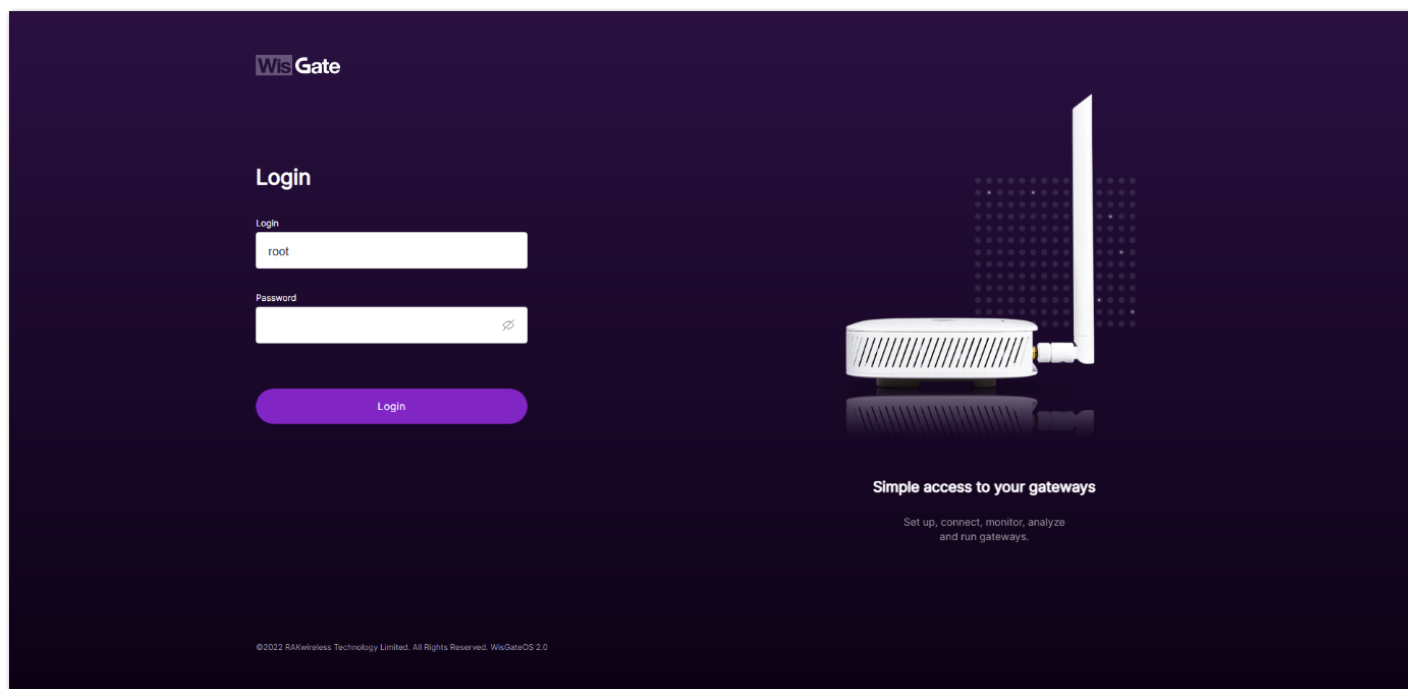 WisGate
Login
Login
root
Password
Login
Simple access to your gateways
Set up, connect, monitor, analyze
and run gateways.
©2022 RAKwireless Technology Limited. All Rights Reserved. WisGateOS 2.0